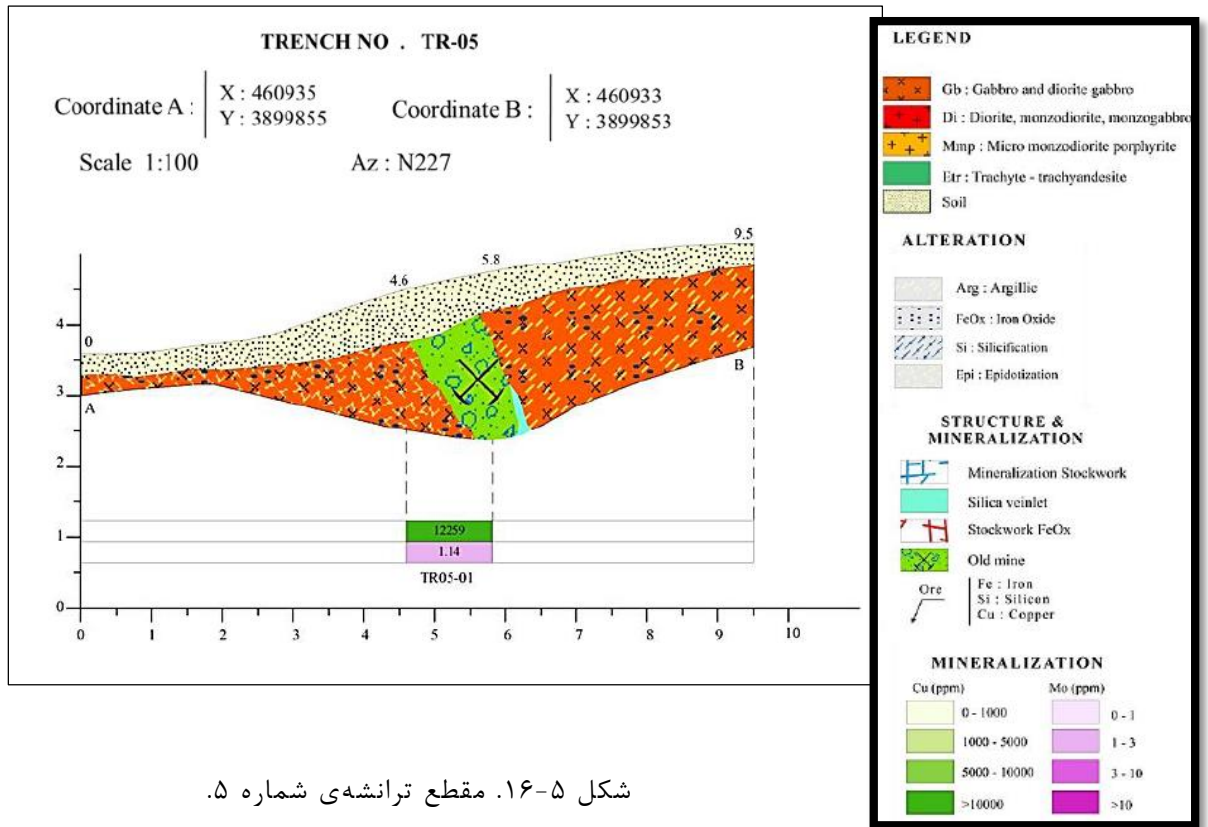 TRENCH NO . TR-05
Coordinate A :
X : 460935
Y : 3899855
Coordinate B :
X : 460933
Y : 3899853
Scale 1:100
Az : N227
0
4.6
5.8
9.5
A
B
4
3
2
1
0
12259
1.14
TR05-01
0 1 2 3 4 5 6 7 8 9 10
LEGEND
Gb : Gabbro and diorite gabbro
Di : Diorite, monzodiorite, monzogabbro
Mmp : Micro monzodiorite porphyrite
Etr : Trachyte - trachyandesite
Soil
ALTERATION
Arg : Argillic
FeOx : Iron Oxide
Si : Silicification
Epi : Epidotization
STRUCTURE &
MINERALIZATION
Mineralization Stockwork
Silica veinlet
Stockwork FeOx
Old mine
Ore
Fe : Iron
Si : Silicon
Cu : Copper
MINERALIZATION
Cu (ppm) Mo (ppm)
0 - 1000 0 - 1
1000 - 5000 1 - 3
5000 - 10000 3 - 10
>10000 >10
شکل ۵-۱۶. مقطع ترانشه‌ی شماره ۵.